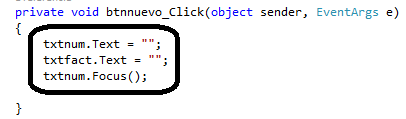 private void btnnuevo_Click(object sender, EventArgs e)
{
txtnum.Text = "";
txtfact.Text = "";
txtnum.Focus();
}